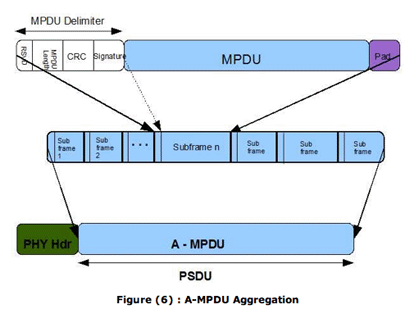 MPDU Delimiter
RSVD
MPDU
Length
CRC
Signature
MPDU
Pad
Sub
frame
1
Sub
frame
2
...
Subframe n
Sub
frame
Sub
frame
Sub
frame
PHY Hdr
A - MPDU
PSDU
Figure (6) : A-MPDU Aggregation